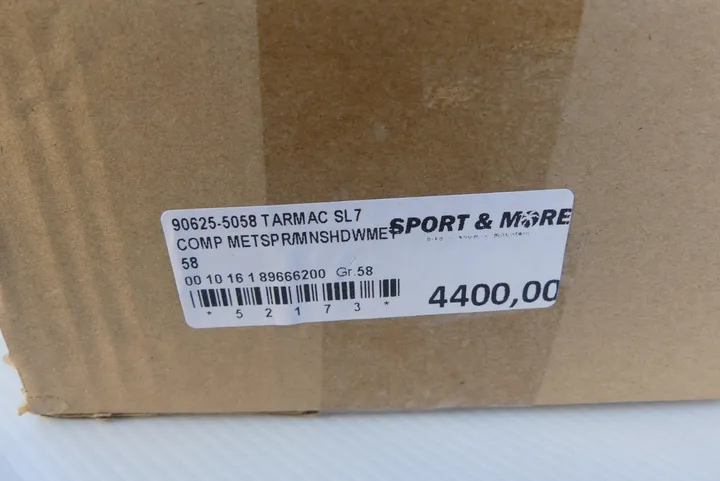 90625-5058 TARMAC SL7
COMP METSPR/MNSHDWMET
58
00 10 16 1 89666200 Gr.58
* 5 2 1 7 3 *
SPORT & MORE
4400,00